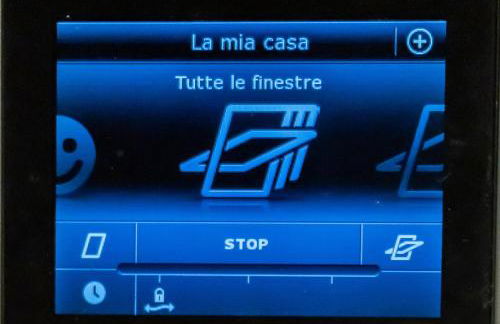 La mia casa
Tutte le finestre
STOP